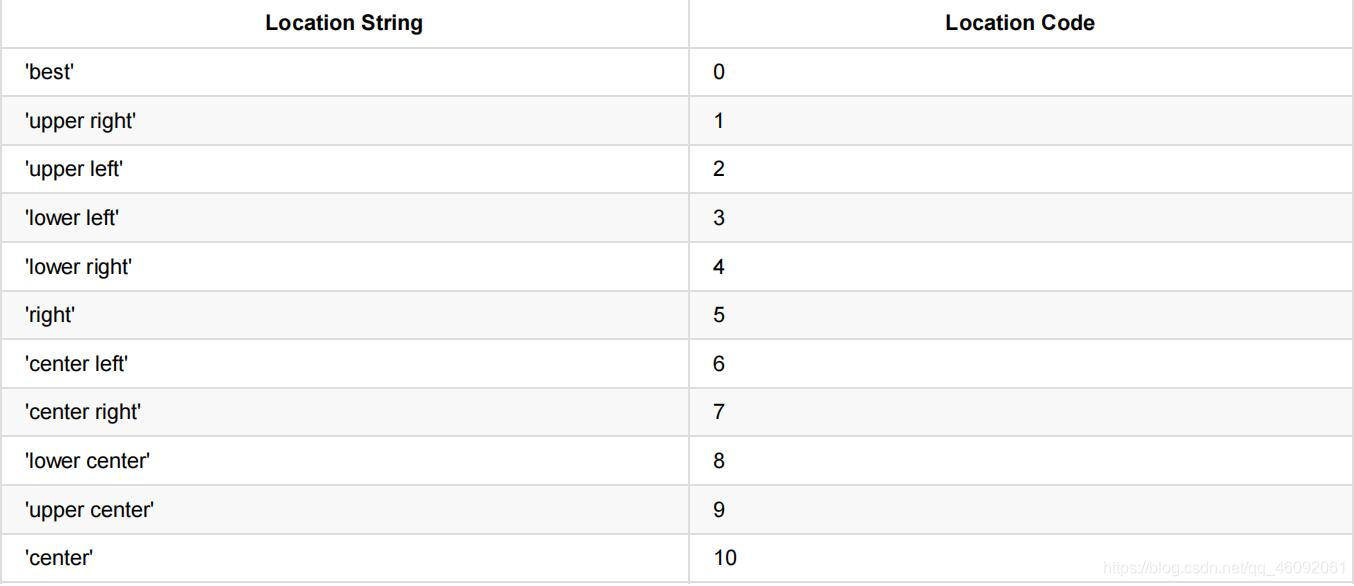 Location String Location Code
'best' 0
'upper right' 1
'upper left' 2
'lower left' 3
'lower right' 4
'right' 5
'center left' 6
'center right' 7
'lower center' 8
'upper center' 9
'center' 10
https://blog.csdn.net/qq_46092061